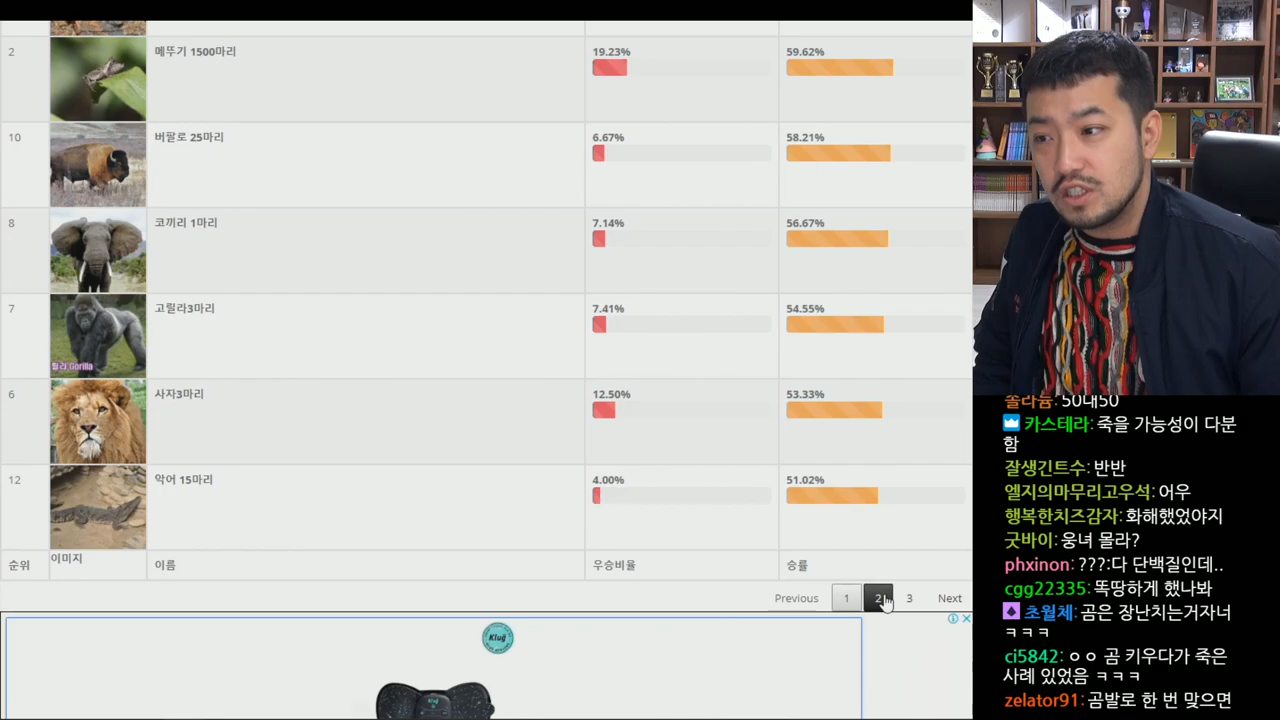 2 메뚜기 1500마리 19.23% 59.62%
10 버팔로 25마리 6.67% 58.21%
8 코끼리 1마리 7.14% 56.67%
7 고릴라3마리 7.41% 54.55%
릴라 Gorilla
6 사자3마리 12.50% 53.33%
12 악어 15마리 4.00% 51.02%
순위 이미지 이름 우승비율 승률
Previous 1 2 3 Next
Klug
쏠라늄: 50대50
카스테라: 죽을 가능성이 다분
함
잘생긴트수: 반반
엘지의마무리고우석: 어우
행복한치즈감자: 화해했었야지
굿바이: 웅녀 몰라?
phxinon: ???:다 단백질인데..
cgg22335: 똑땅하게 했나봐
초월체: 곰은 장난치는거자너
ㅋㅋㅋ
ci5842: ㅇㅇ 곰 키우다가 죽은
사례 있었음 ㅋㅋㅋ
zelator91: 곰발로 한 번 맞으면